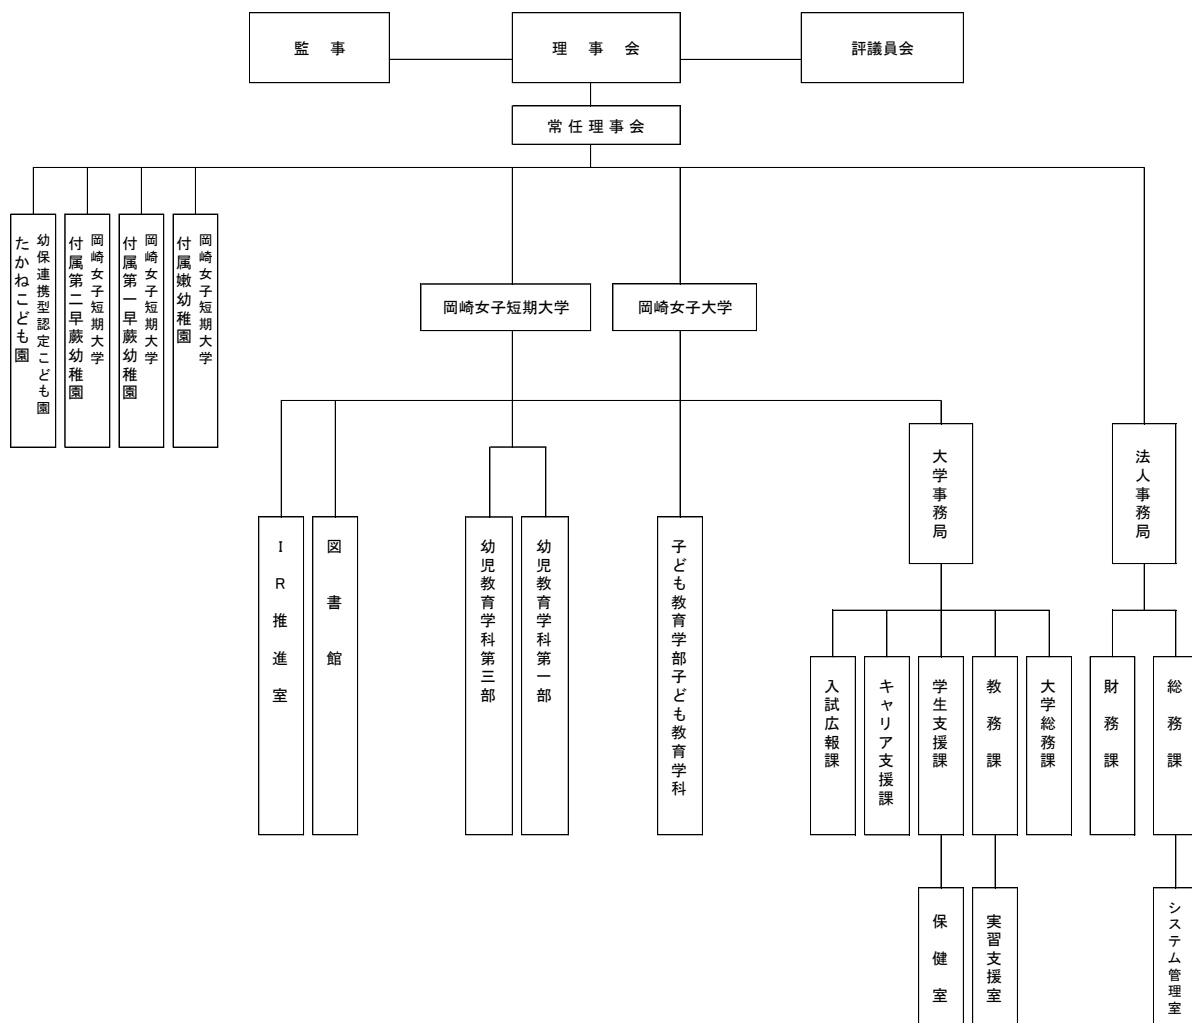 監　事
理　事　会
評議員会
常任理事会
岡崎女子短期大学
付属嫩幼稚園
岡崎女子短期大学
付属第一早蕨幼稚園
岡崎女子短期大学
付属第二早蕨幼稚園
幼保連携型認定こども園
たかねこども園
岡崎女子短期大学
岡崎女子大学
大学事務局
法人事務局
ＩＲ推進室
図書館
幼児教育学科第三部
幼児教育学科第一部
子ども教育学部子ども教育学科
入試広報課
キャリア支援課
学生支援課
教務課
大学総務課
財務課
総務課
保健室
実習支援室
システム管理室